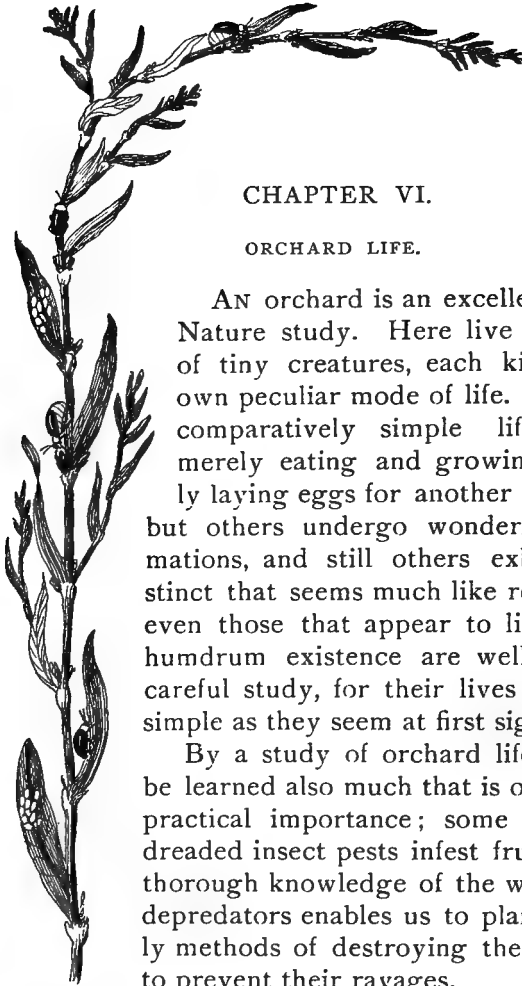 CHAPTER VI.
ORCHARD LIFE.
AN orchard is an excelle
Nature study. Here live
of tiny creatures, each ki
own peculiar mode of life.
comparatively simple lif
merely eating and growin
ly laying eggs for another
but others undergo wonder
mations, and still others exi
stinct that seems much like r
even those that appear to li
humdrum existence are wel
careful study, for their lives
simple as they seem at first sig
By a study of orchard lif
be learned also much that is o
practical importance; some
dreaded insect pests infest fru
thorough knowledge of the w
depredators enables us to pla
ly methods of destroying the
to prevent their ravages.